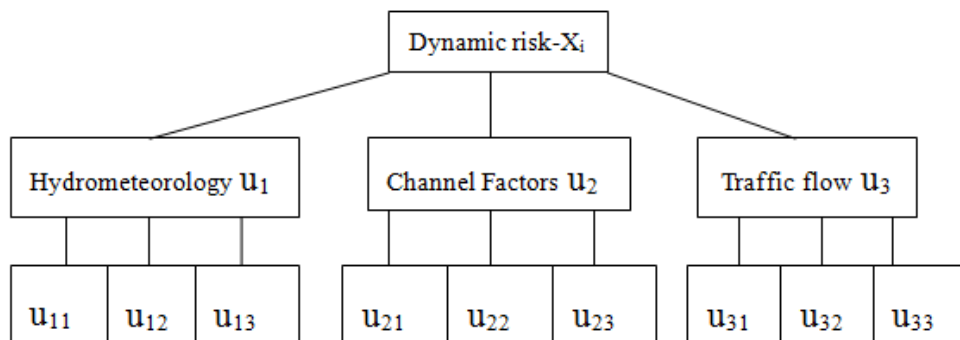 Dynamic risk-Xᵢ
Hydrometeorology u₁
Channel Factors u₂
Traffic flow u₃
u₁₁ u₁₂ u₁₃ u₂₁ u₂₂ u₂₃ u₃₁ u₃₂ u₃₃